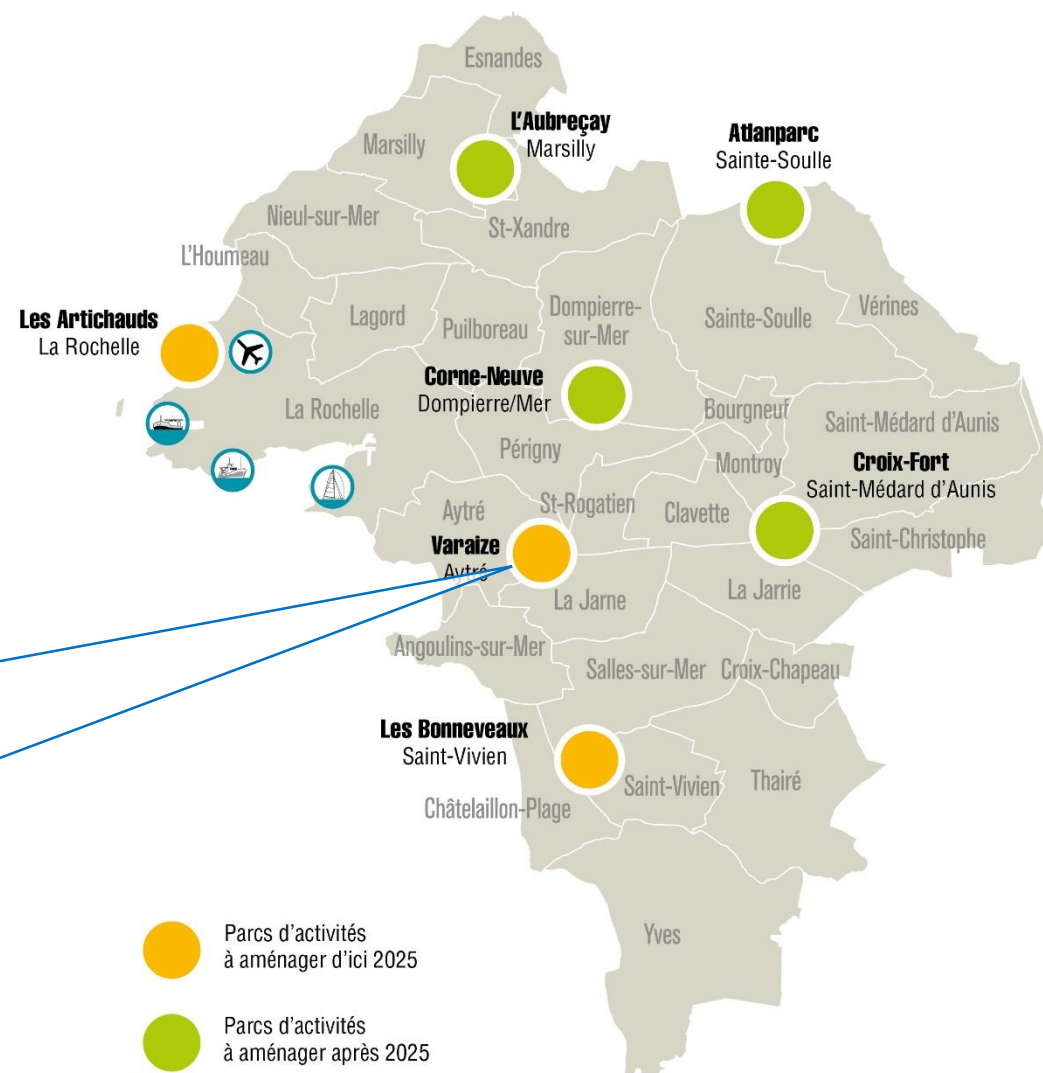 Esnandes
L'Aubreçay
Marsilly
Marsilly
Atlanparc
Sainte-Soulle
Nieul-sur-Mer
St-Xandre
L'Houmeau
Les Artichauds
La Rochelle
Lagord
Puilboreau
Dompierre-
sur-Mer
Sainte-Soulle
Vérines
Corne-Neuve
Dompierre/Mer
La Rochelle
Bourgneuf
Saint-Médard d'Aunis
Périgny
Montroy
Croix-Fort
Saint-Médard d'Aunis
Aytré
St-Rogatien
Clavette
Saint-Christophe
Varaize
Aytré
La Jarne
La Jarrie
Angoulins-sur-Mer
Salles-sur-Mer
Croix-Chapeau
Les Bonneveaux
Saint-Vivien
Saint-Vivien
Thairé
Châtelaillon-Plage
Yves
Parcs d'activités
à aménager d'ici 2025
Parcs d'activités
à aménager après 2025